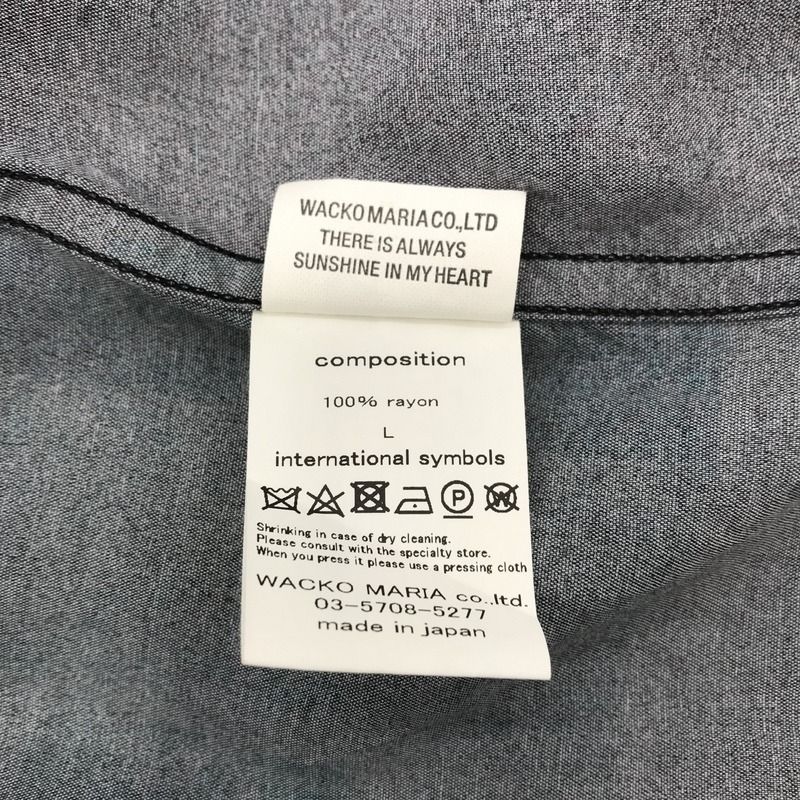 WACKO MARIA CO.,LTD
THERE IS ALWAYS
SUNSHINE IN MY HEART
composition
100% rayon
L
international symbols
P W
Shrinking in case of dry cleaning.
Please consult with the specialty store.
When you press it please use a pressing cloth
WACKO MARIA co.,ltd.
03-5708-5277
made in japan